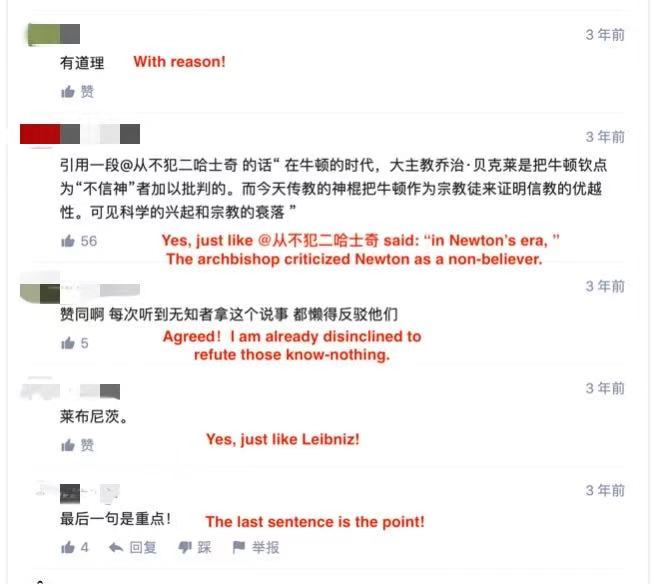 3 年前
有道理 With reason!
赞
3 年前
引用一段@从不犯二哈士奇 的话“ 在牛顿的时代，大主教乔治·贝克莱是把牛顿钦点
为“不信神”者加以批判的。而今天传教的神棍把牛顿作为宗教徒来证明信教的优越
性。可见科学的兴起和宗教的衰落 ”
56
Yes, just like @从不犯二哈士奇 said: “in Newton’s era, ”
The archbishop criticized Newton as a non-believer.
3 年前
赞同啊 每次听到无知者拿这个说事 都懒得反驳他们
5
Agreed！I am already disinclined to
refute those know-nothing.
3 年前
莱布尼茨。
赞
Yes, just like Leibniz!
3 年前
最后一句是重点！ The last sentence is the point!
4 回复 踩 举报